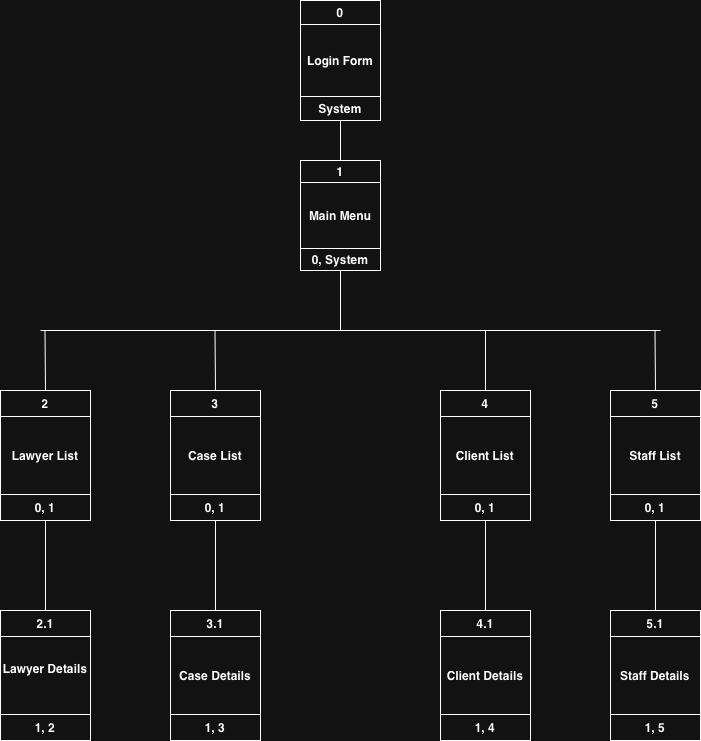 0
Login Form
System
1
Main Menu
0, System
2
3
4
5
Lawyer List
Case List
Client List
Staff List
0, 1
0, 1
0, 1
0, 1
2.1
3.1
4.1
5.1
Lawyer Details
Case Details
Client Details
Staff Details
1, 2
1, 3
1, 4
1, 5